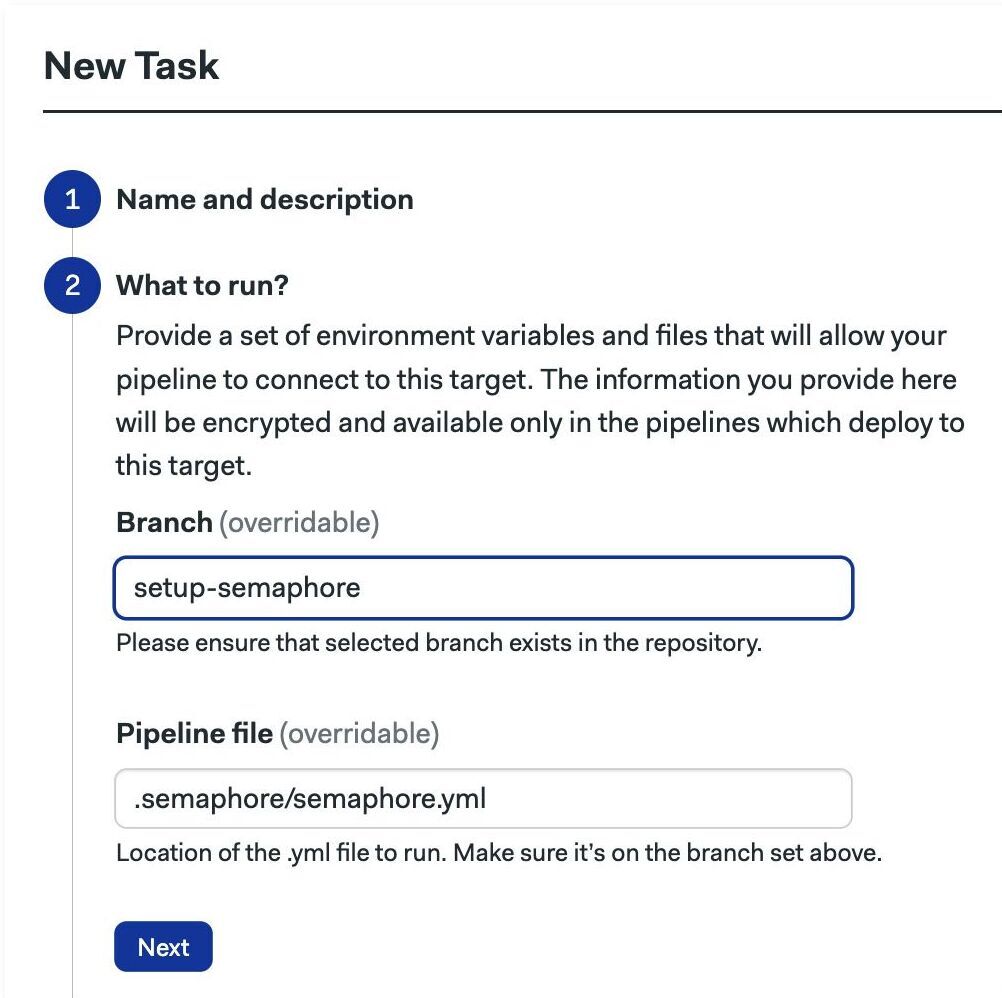 New Task
1 Name and description
2 What to run?
Provide a set of environment variables and files that will allow your
pipeline to connect to this target. The information you provide here
will be encrypted and available only in the pipelines which deploy to
this target.
Branch (overridable)
setup-semaphore
Please ensure that selected branch exists in the repository.
Pipeline file (overridable)
.semaphore/semaphore.yml
Location of the .yml file to run. Make sure it’s on the branch set above.
Next